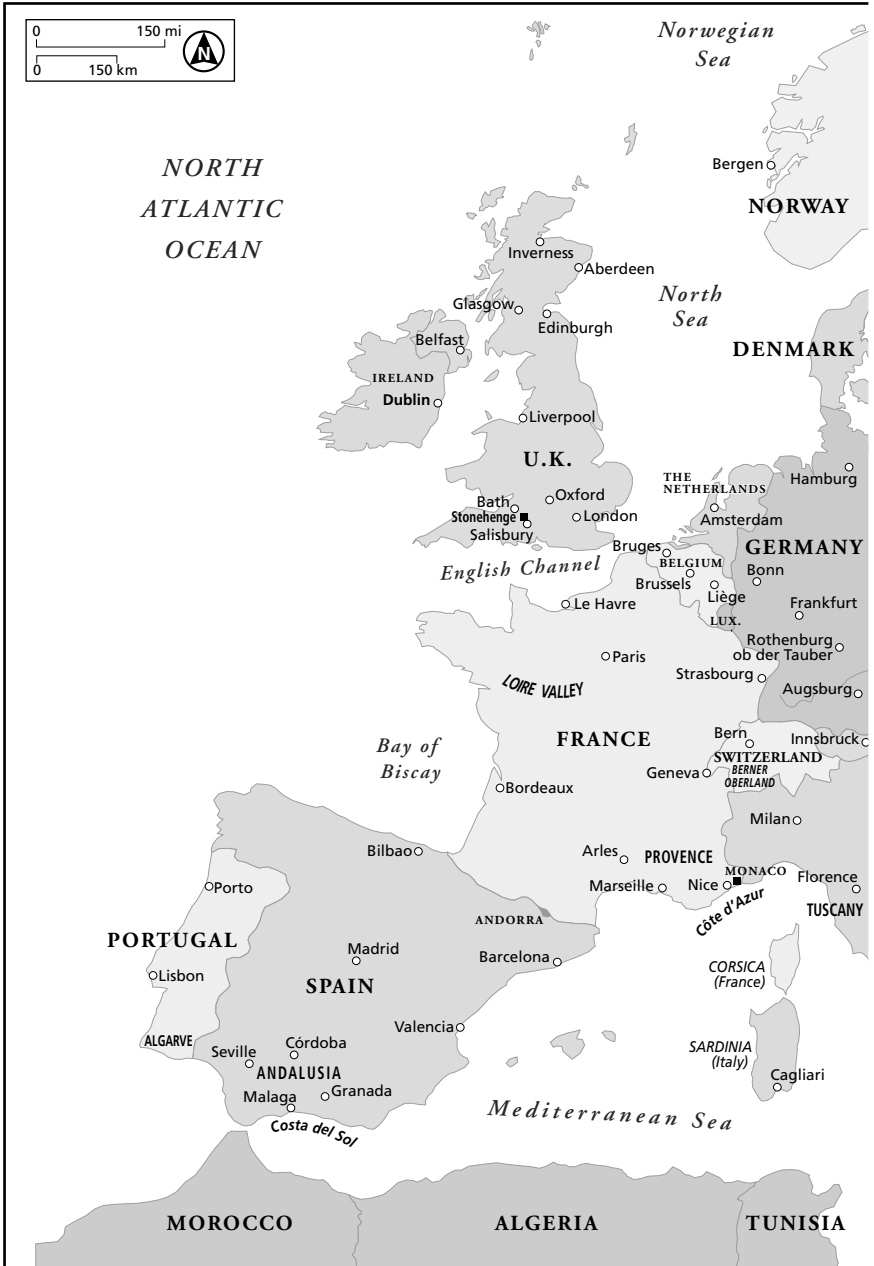 0 150 mi
0 150 km
N
Norwegian
Sea
NORTH
ATLANTIC
OCEAN
Bergen
NORWAY
Inverness
Aberdeen
North
Sea
Glasgow
Edinburgh
Belfast
DENMARK
IRELAND
Dublin
Liverpool
U.K.
THE
NETHERLANDS
Hamburg
Bath
Oxford
Stonehenge
London
Amsterdam
Salisbury
Bruges
GERMANY
English Channel
BELGIUM
Bonn
Brussels
Liège
Le Havre
Frankfurt
LUX.
Rothenburg
ob der Tauber
Paris
Strasbourg
LOIRE VALLEY
Augsburg
Bay of
Biscay
FRANCE
Bern
Innsbruck
SWITZERLAND
Geneva
BERNER
OBERLAND
Bordeaux
Milan
Bilbao
Arles
PROVENCE
MONACO
Florence
Porto
Marseille
Nice
Côte d'Azur
TUSCANY
ANDORRA
PORTUGAL
Madrid
Barcelona
Lisbon
SPAIN
CORSICA
(France)
Valencia
ALGARVE
Seville
Córdoba
SARDINIA
(Italy)
ANDALUSIA
Cagliari
Malaga
Granada
Costa del Sol
Mediterranean Sea
MOROCCO
ALGERIA
TUNISIA